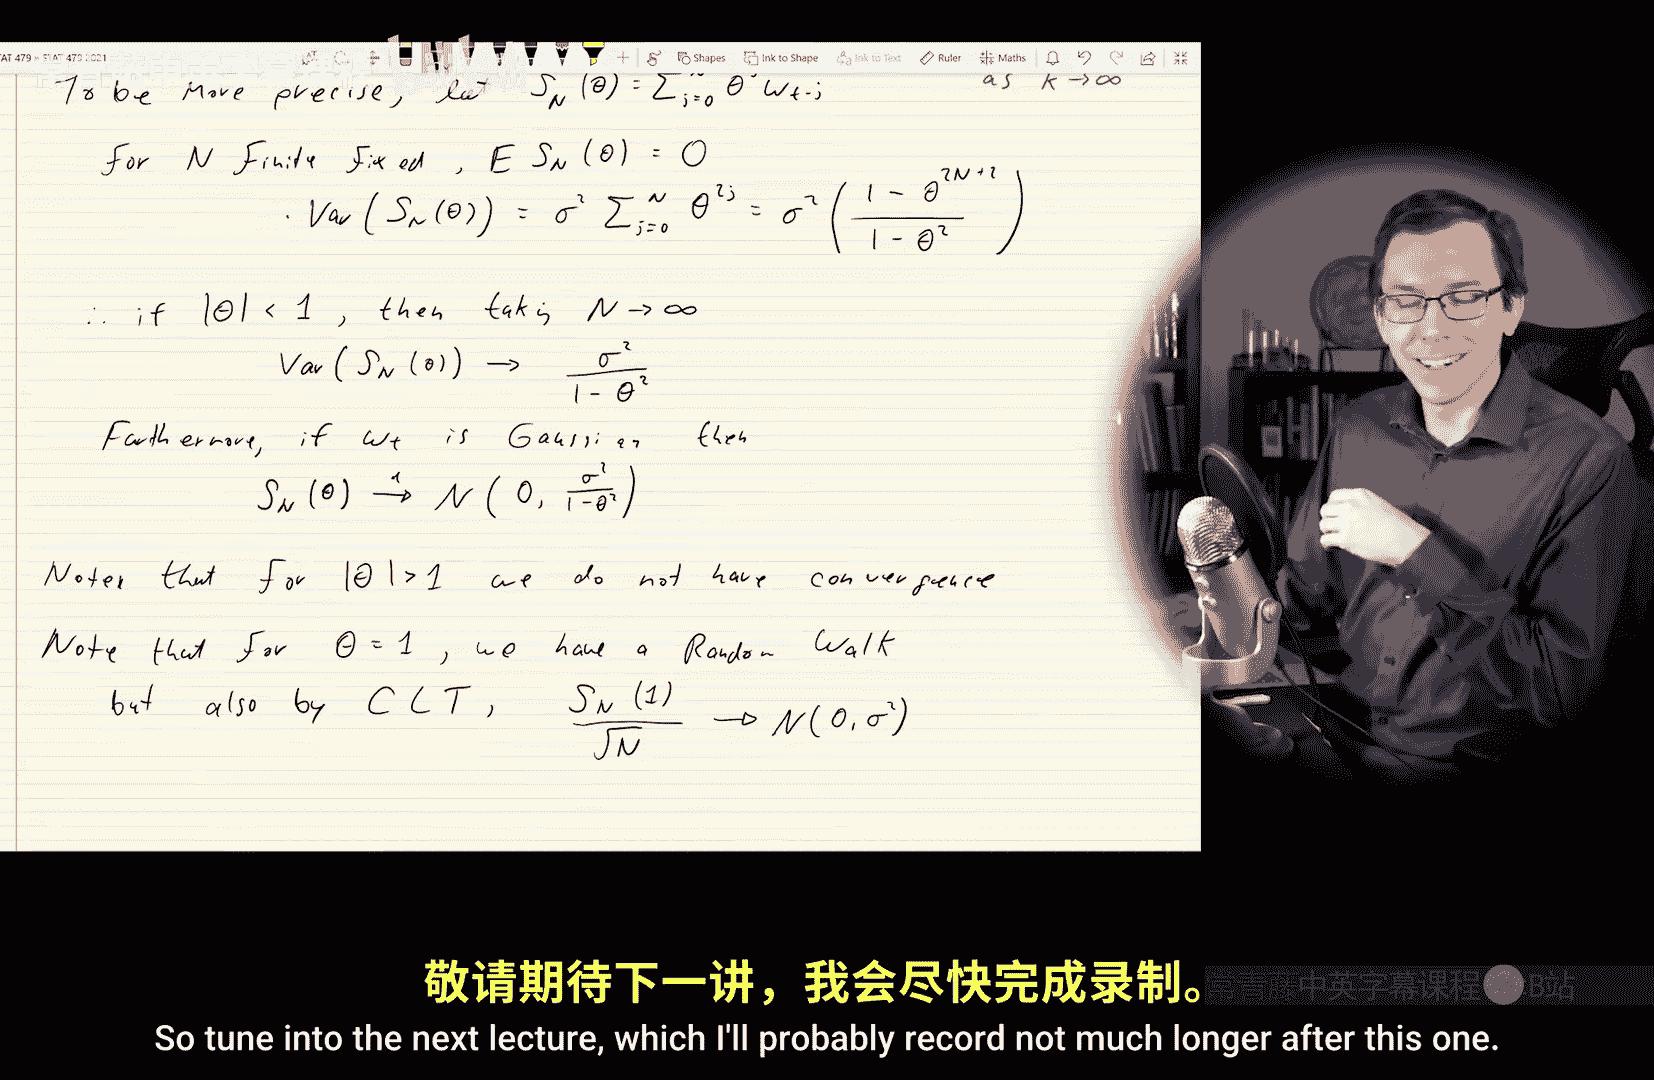 TAT 479 » STAT 479 2021
Shapes Ink to Shape Ink to Text Ruler Maths
To be more precise, let S_N(θ) = Σ_{j=0} θ^j w_{t-j} as k → ∞
for N finite fixed, E S_N(θ) = 0
· Var(S_N(θ)) = σ² Σ_{j=0}^N θ^{2j} = σ² ( (1 - θ^{2N+2}) / (1 - θ²) )
∴ if |θ| < 1, then taking N → ∞
Var(S_N(θ)) → σ² / (1 - θ²)
Furthermore, if w_t is Gaussian then
S_N(θ) →^d N(0, σ²/(1-θ²))
Notes that for |θ| > 1 we do not have convergence
Note that for θ = 1, we have a Random Walk
but also by CLT, S_N(1) / √N → N(0, σ²)
敬请期待下一讲，我会尽快完成录制。
中英字幕课程 B站
So tune into the next lecture, which I'll probably record not much longer after this one.